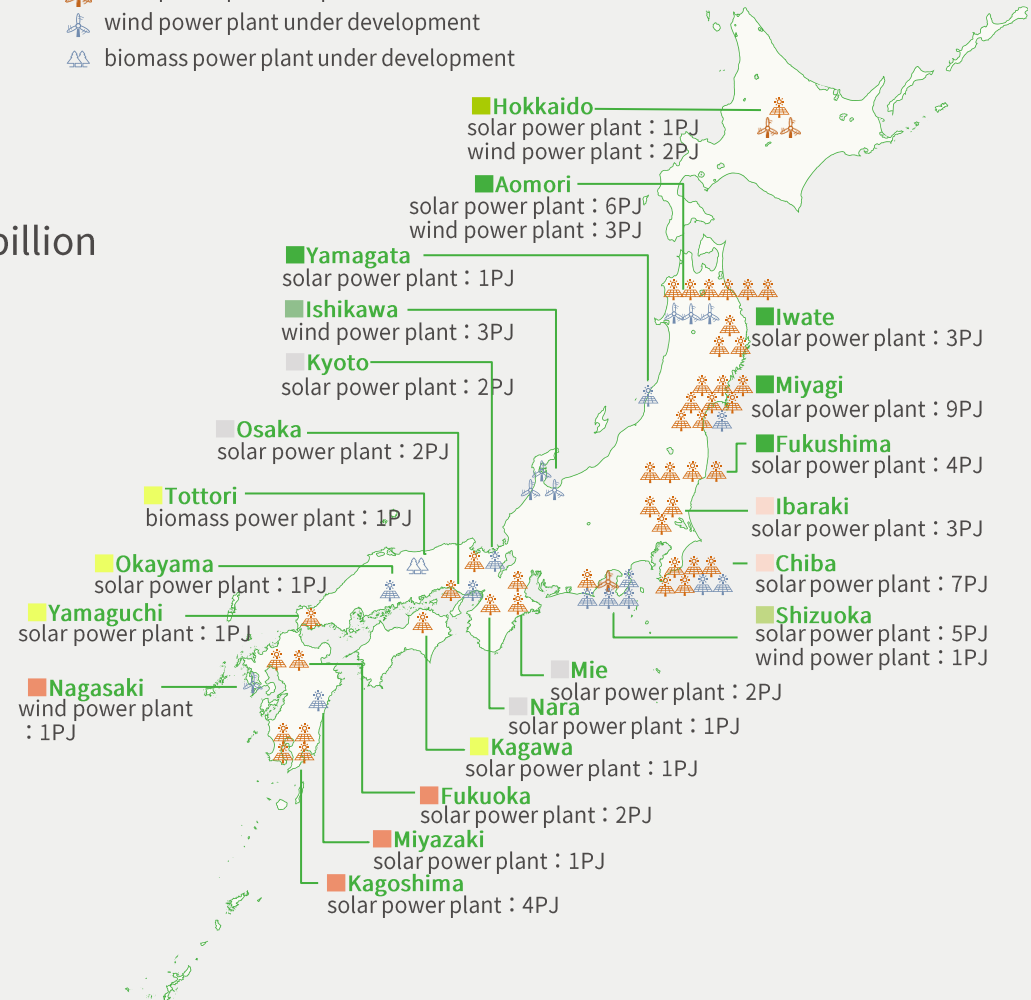 wind power plant under development
biomass power plant under development
billion
Hokkaido
solar power plant：1PJ
wind power plant：2PJ
Aomori
solar power plant：6PJ
wind power plant：3PJ
Yamagata
solar power plant：1PJ
Ishikawa
wind power plant：3PJ
Kyoto
solar power plant：2PJ
Osaka
solar power plant：2PJ
Tottori
biomass power plant：1PJ
Okayama
solar power plant：1PJ
Yamaguchi
solar power plant：1PJ
Nagasaki
wind power plant
：1PJ
Iwate
solar power plant：3PJ
Miyagi
solar power plant：9PJ
Fukushima
solar power plant：4PJ
Ibaraki
solar power plant：3PJ
Chiba
solar power plant：7PJ
Shizuoka
solar power plant：5PJ
wind power plant：1PJ
Mie
solar power plant：2PJ
Nara
solar power plant：1PJ
Kagawa
solar power plant：1PJ
Fukuoka
solar power plant：2PJ
Miyazaki
solar power plant：1PJ
Kagoshima
solar power plant：4PJ